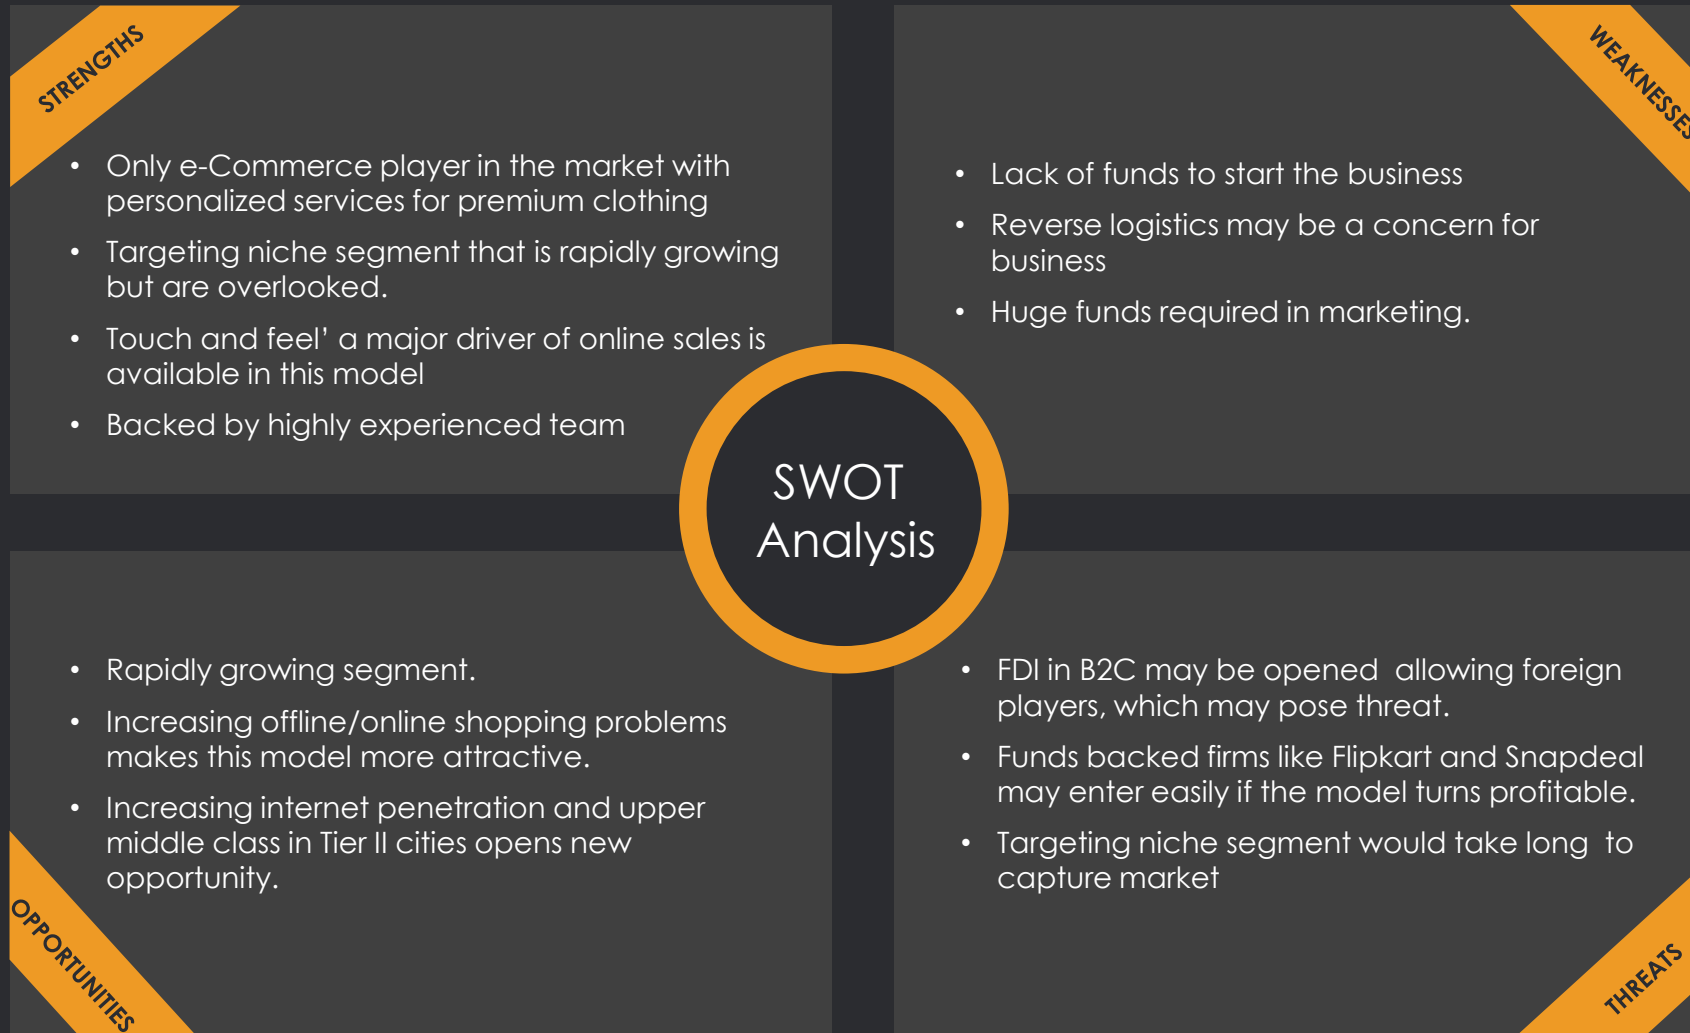 STRENGTHS
• Only e-Commerce player in the market with
personalized services for premium clothing
• Targeting niche segment that is rapidly growing
but are overlooked.
• Touch and feel’ a major driver of online sales is
available in this model
• Backed by highly experienced team
WEAKNESSES
• Lack of funds to start the business
• Reverse logistics may be a concern for
business
• Huge funds required in marketing.
SWOT
Analysis
• Rapidly growing segment.
• Increasing offline/online shopping problems
makes this model more attractive.
• Increasing internet penetration and upper
middle class in Tier II cities opens new
opportunity.
OPPORTUNITIES
• FDI in B2C may be opened  allowing foreign
players, which may pose threat.
• Funds backed firms like Flipkart and Snapdeal
may enter easily if the model turns profitable.
• Targeting niche segment would take long  to
capture market
THREATS